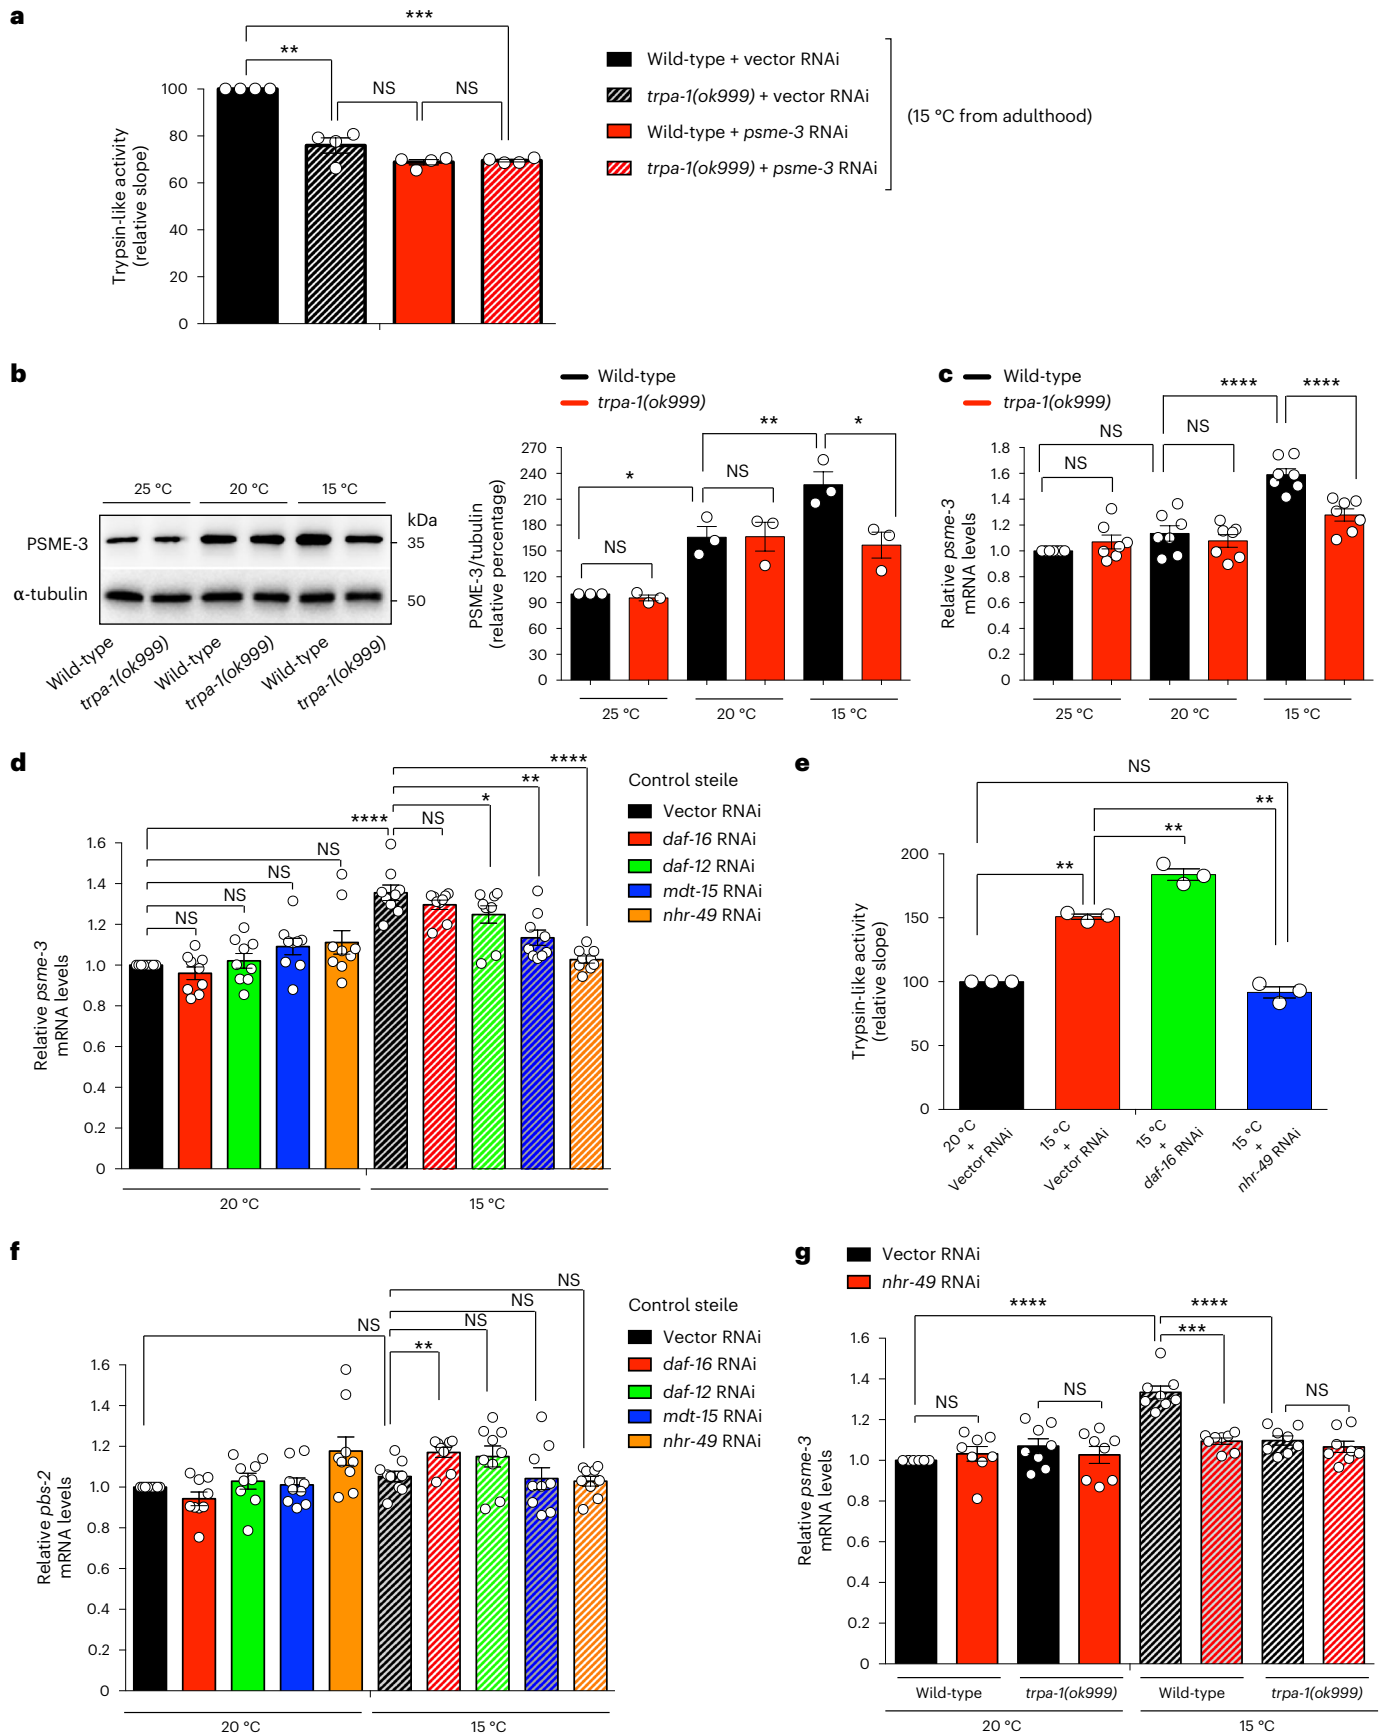 a
***
**
NS
NS
100
80
60
40
20
0
Trypsin-like activity
(relative slope)
Wild-type + vector RNAi
trpa-1(ok999) + vector RNAi
Wild-type + psme-3 RNAi
trpa-1(ok999) + psme-3 RNAi
(15 °C from adulthood)
b
25 °C
20 °C
15 °C
kDa
PSME-3
35
α-tubulin
50
Wild-type
trpa-1(ok999)
Wild-type
trpa-1(ok999)
Wild-type
trpa-1(ok999)
Wild-type
trpa-1(ok999)
**
*
*
NS
NS
270
240
210
180
150
120
90
60
30
0
PSME-3/tubulin
(relative percentage)
25 °C
20 °C
15 °C
c
Wild-type
trpa-1(ok999)
****
****
NS
NS
NS
1.8
1.6
1.4
1.2
1.0
0.8
0.6
0.4
0.2
0
Relative psme-3
mRNA levels
25 °C
20 °C
15 °C
d
****
**
*
NS
****
NS
NS
NS
NS
1.6
1.4
1.2
1.0
0.8
0.6
0.4
0.2
0
Relative psme-3
mRNA levels
20 °C
15 °C
Control steile
Vector RNAi
daf-16 RNAi
daf-12 RNAi
mdt-15 RNAi
nhr-49 RNAi
e
NS
**
**
**
200
150
100
50
0
Trypsin-like activity
(relative slope)
20 °C
+
Vector RNAi
15 °C
+
Vector RNAi
15 °C
+
daf-16 RNAi
15 °C
+
nhr-49 RNAi
f
NS
NS
NS
NS
**
1.6
1.4
1.2
1.0
0.8
0.6
0.4
0.2
0
Relative pbs-2
mRNA levels
20 °C
15 °C
Control steile
Vector RNAi
daf-16 RNAi
daf-12 RNAi
mdt-15 RNAi
nhr-49 RNAi
g
Vector RNAi
nhr-49 RNAi
****
****
***
NS
NS
NS
1.6
1.4
1.2
1.0
0.8
0.6
0.4
0.2
0
Relative psme-3
mRNA levels
Wild-type
trpa-1(ok999)
Wild-type
trpa-1(ok999)
20 °C
15 °C